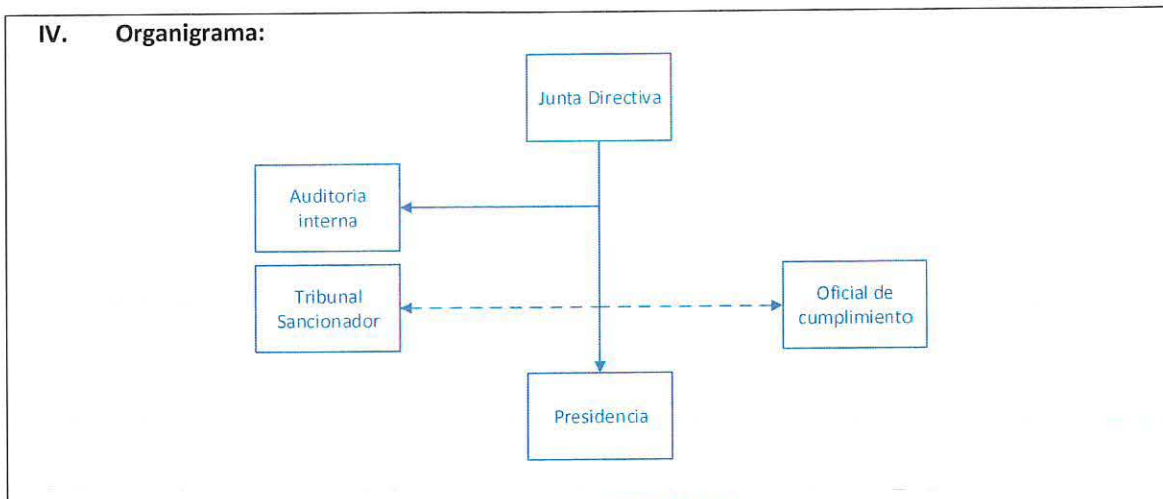 IV. Organigrama:
Junta Directiva
Auditoria
interna
Tribunal
Sancionador
Oficial de
cumplimiento
Presidencia